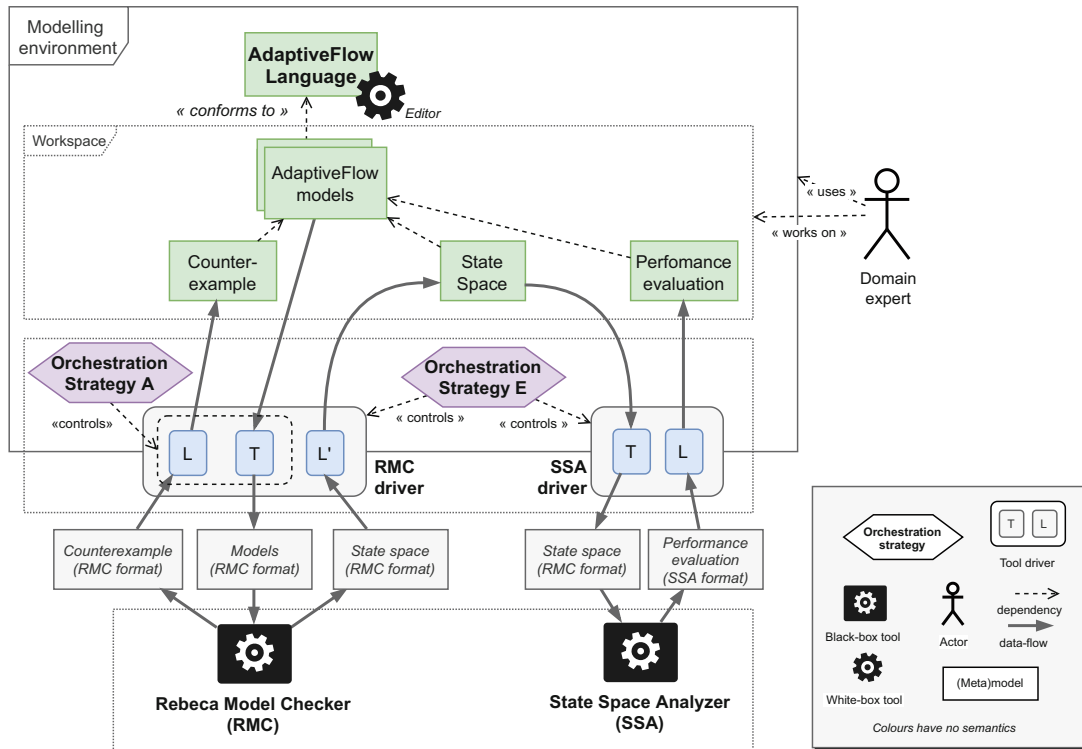 Modelling
environment
AdaptiveFlow
Language
Editor
« conforms to »
Workspace
AdaptiveFlow
models
« uses »
« works on »
Counter-
example
State
Space
Perfomance
evaluation
Domain
expert
Orchestration
Strategy A
Orchestration
Strategy E
«controls»
« controls »
« controls »
L
T
L'
RMC
driver
SSA
driver
T
L
Counterexample
(RMC format)
Models
(RMC format)
State space
(RMC format)
State space
(RMC format)
Performance
evaluation
(SSA format)
Rebeca Model Checker
(RMC)
State Space Analyzer
(SSA)
Orchestration
strategy
T
L
Tool driver
Black-box tool
Actor
dependency
data-flow
White-box tool
(Meta)model
Colours have no semantics